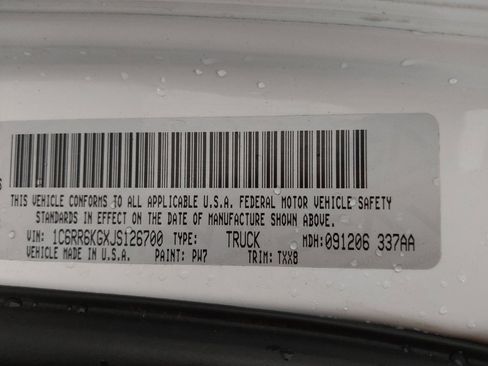 THIS VEHICLE CONFORMS TO ALL APPLICABLE U.S.A. FEDERAL MOTOR VEHICLE SAFETY
STANDARDS IN EFFECT ON THE DATE OF MANUFACTURE SHOWN ABOVE.
VIN: 1C6RR6KGXJS126700 TYPE: TRUCK MDH: 091206 337AA
VEHICLE MADE IN U.S.A. PAINT: PW7 TRIM: TXX8